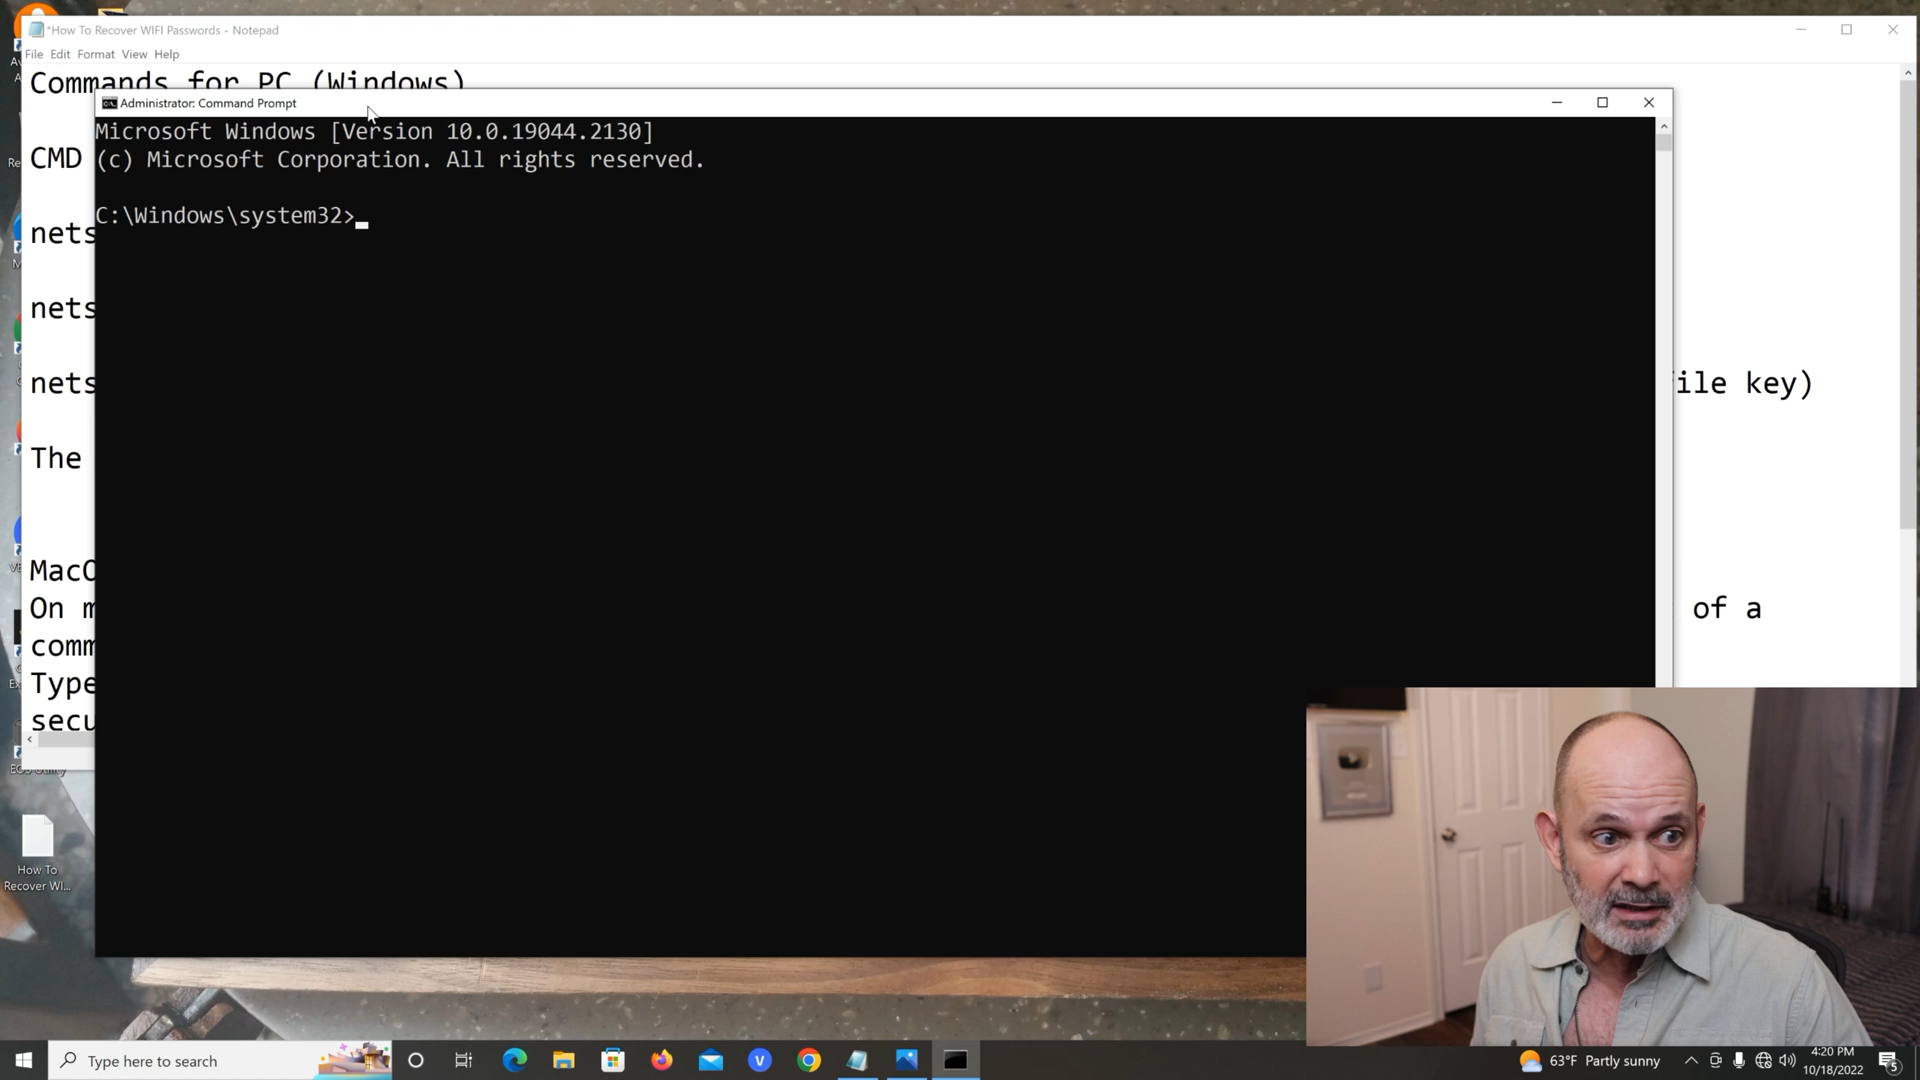 *How To Recover WIFI Passwords - Notepad
File Edit Format View Help
Commands for PC (Windows)
Administrator: Command Prompt
Microsoft Windows [Version 10.0.19044.2130]
CMD
(c) Microsoft Corporation. All rights reserved.
C:\Windows\system32>
nets
nets
nets
ile key)
The
MacO
On m
of a
comm
Type
secu
EOS Utility
How To
Recover WI...
Type here to search
63°F Partly sunny
4:20 PM
10/18/2022
5